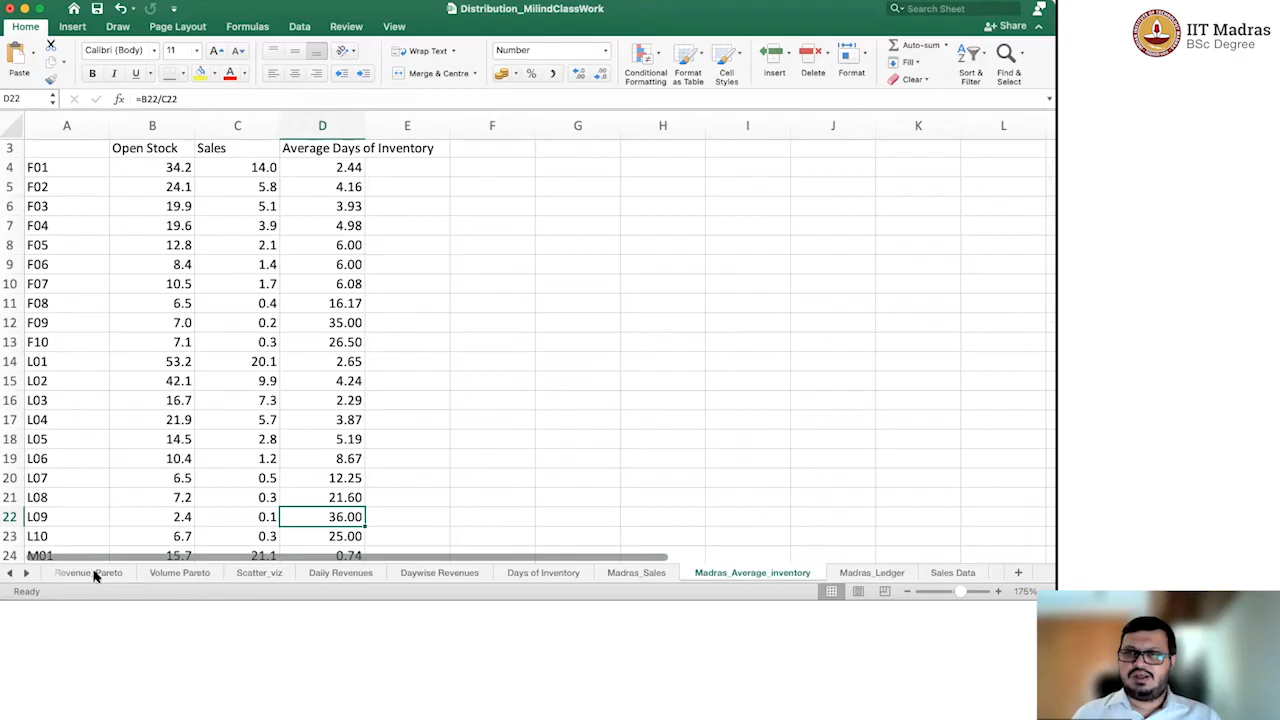 Distribution_MilindClassWork
Search Sheet
IIT Madras
BSc Degree
Home Insert Draw Page Layout Formulas Data Review View Share
Paste Calibri (Body) 11 A A Wrap Text Number Conditional Formatting Format as Table Cell Styles Insert Delete Format Auto-sum Sort & Filter Find & Select
B I U A Merge & Centre % Fill Clear
D22 fx =B22/C22
A B C D E F G H I J K L
3 Open Stock Sales Average Days of Inventory
4 F01 34.2 14.0 2.44
5 F02 24.1 5.8 4.16
6 F03 19.9 5.1 3.93
7 F04 19.6 3.9 4.98
8 F05 12.8 2.1 6.00
9 F06 8.4 1.4 6.00
10 F07 10.5 1.7 6.08
11 F08 6.5 0.4 16.17
12 F09 7.0 0.2 35.00
13 F10 7.1 0.3 26.50
14 L01 53.2 20.1 2.65
15 L02 42.1 9.9 4.24
16 L03 16.7 7.3 2.29
17 L04 21.9 5.7 3.87
18 L05 14.5 2.8 5.19
19 L06 10.4 1.2 8.67
20 L07 6.5 0.5 12.25
21 L08 7.2 0.3 21.60
22 L09 2.4 0.1 36.00
23 L10 6.7 0.3 25.00
24 M01 15.7 21.1 0.74
Revenue Pareto Volume Pareto Scatter_viz Daily Revenues Daywise Revenues Days of Inventory Madras_Sales Madras_Average_inventory Madras_Ledger Sales Data +
Ready 175%